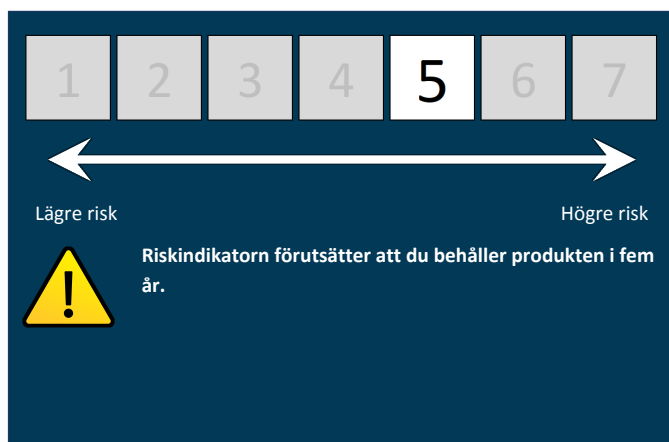 1 2 3 4 5 6 7
Lägre risk Högre risk
Riskindikatorn förutsätter att du behåller produkten i fem
år.